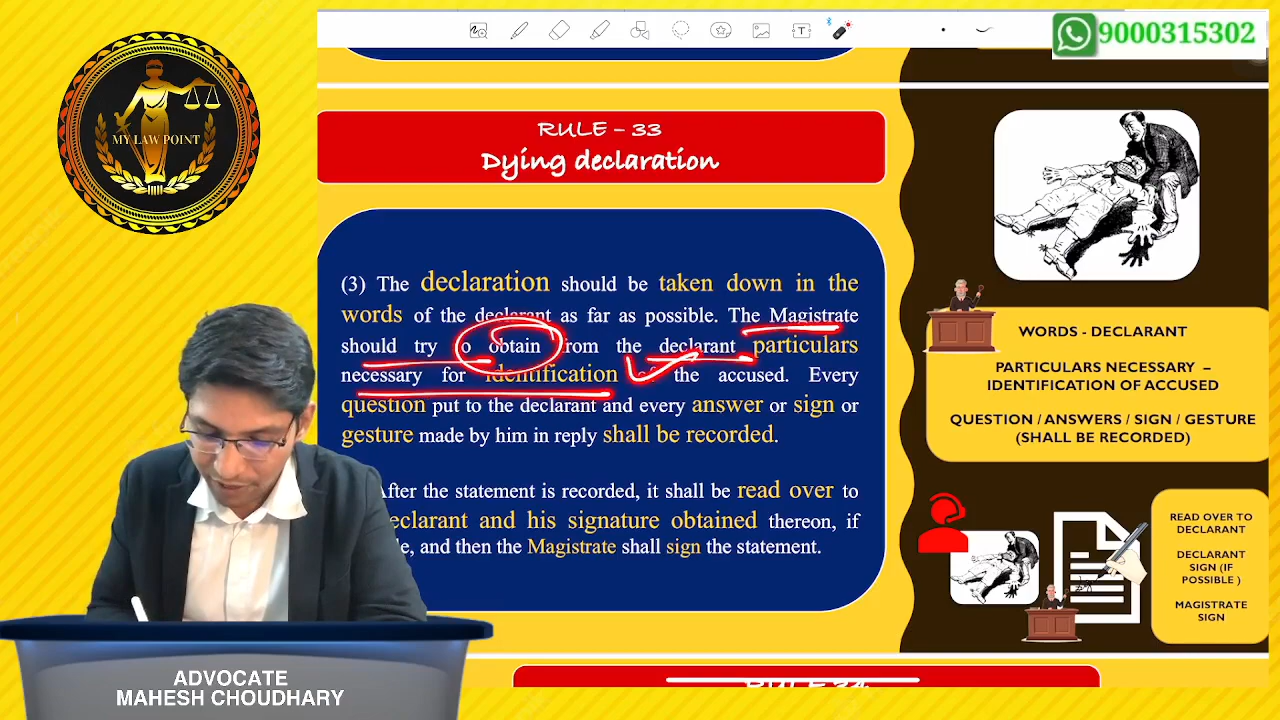 9000315302
MY LAW POINT
RULE – 33
Dying declaration
(3) The declaration should be taken down in the
words of the declarant as far as possible. The Magistrate
should try to obtain from the declarant particulars
necessary for identification of the accused. Every
question put to the declarant and every answer or sign or
gesture made by him in reply shall be recorded.
After the statement is recorded, it shall be read over to
declarant and his signature obtained thereon, if
and then the Magistrate shall sign the statement.
WORDS - DECLARANT
PARTICULARS NECESSARY –
IDENTIFICATION OF ACCUSED
QUESTION / ANSWERS / SIGN / GESTURE
(SHALL BE RECORDED)
READ OVER TO
DECLARANT
DECLARANT
SIGN (IF
POSSIBLE )
MAGISTRATE
SIGN
ADVOCATE
MAHESH CHOUDHARY
RULE 34